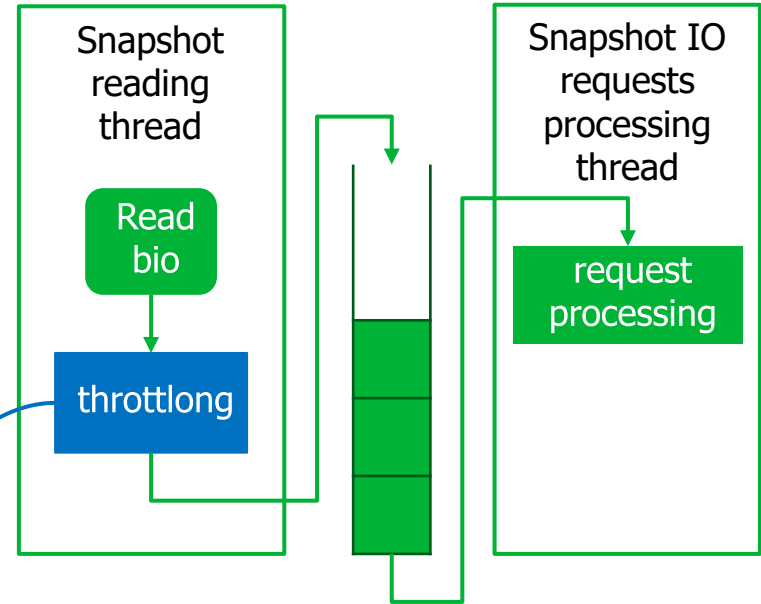 Snapshot
reading
thread
Read
bio
throttlong
Snapshot IO
requests
processing
thread
request
processing